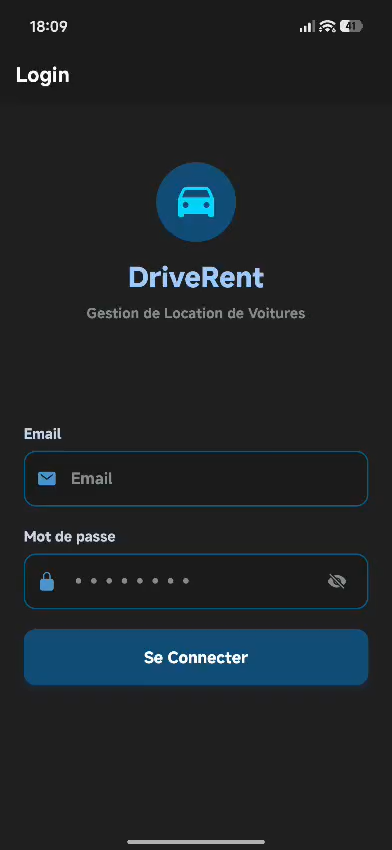 18:09
41
Login
DriveRent
Gestion de Location de Voitures
Email
Email
Mot de passe
••••••••
Se Connecter